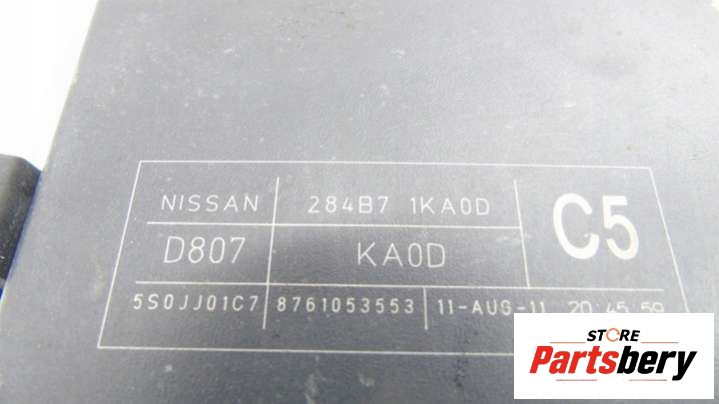 NISSAN 284B7 1KA0D C5
D807 KA0D
5S0JJ01C7 8761053553 11-AUG-11 20:45:59
STORE
Partsbery